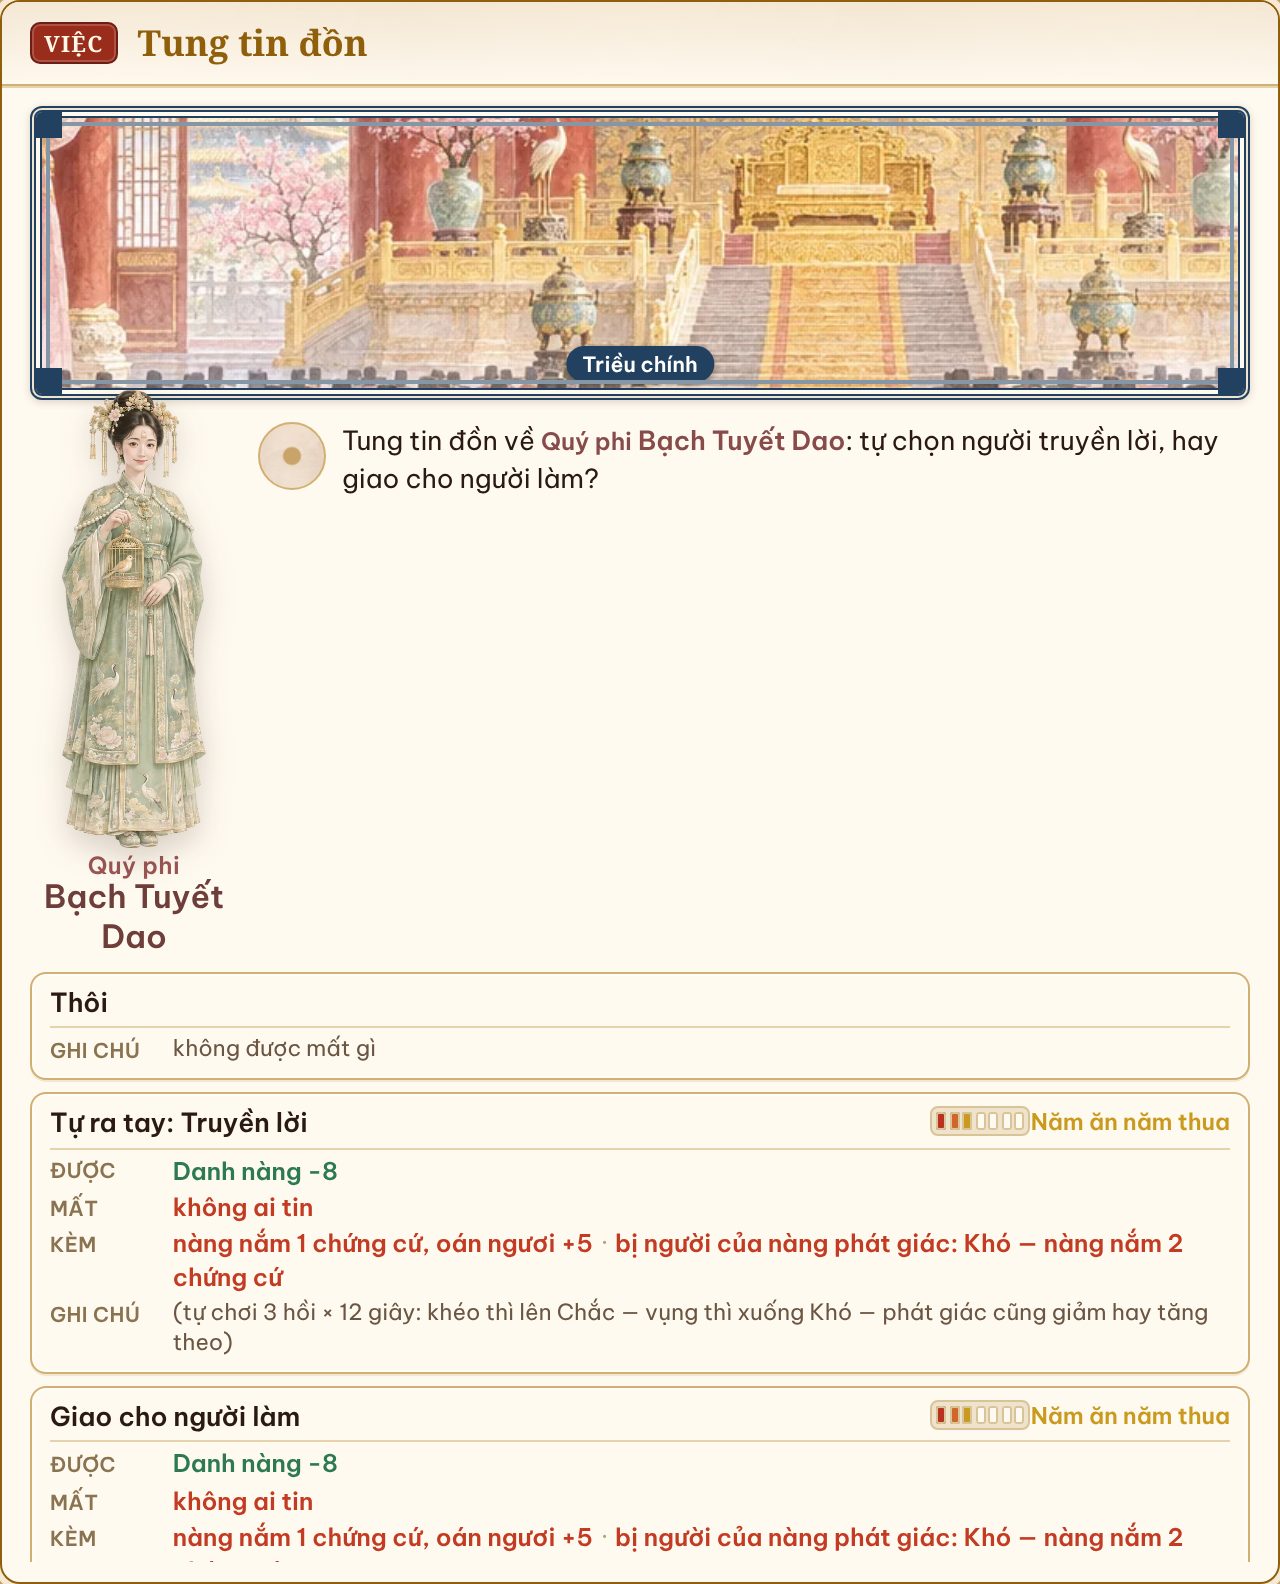 VIỆC Tung tin đồn
Triều chính
Tung tin đồn về Quý phi Bạch Tuyết Dao: tự chọn người truyền lời, hay
giao cho người làm?
Quý phi
Bạch Tuyết
Dao
Thôi
GHI CHÚ không được mất gì
Tự ra tay: Truyền lời Năm ăn năm thua
ĐƯỢC Danh nàng -8
MẤT không ai tin
KÈM nàng nắm 1 chứng cứ, oán ngươi +5 · bị người của nàng phát giác: Khó — nàng nắm 2
chứng cứ
GHI CHÚ (tự chơi 3 hồi × 12 giây: khéo thì lên Chắc — vụng thì xuống Khó — phát giác cũng giảm hay tăng
theo)
Giao cho người làm Năm ăn năm thua
ĐƯỢC Danh nàng -8
MẤT không ai tin
KÈM nàng nắm 1 chứng cứ, oán ngươi +5 · bị người của nàng phát giác: Khó — nàng nắm 2